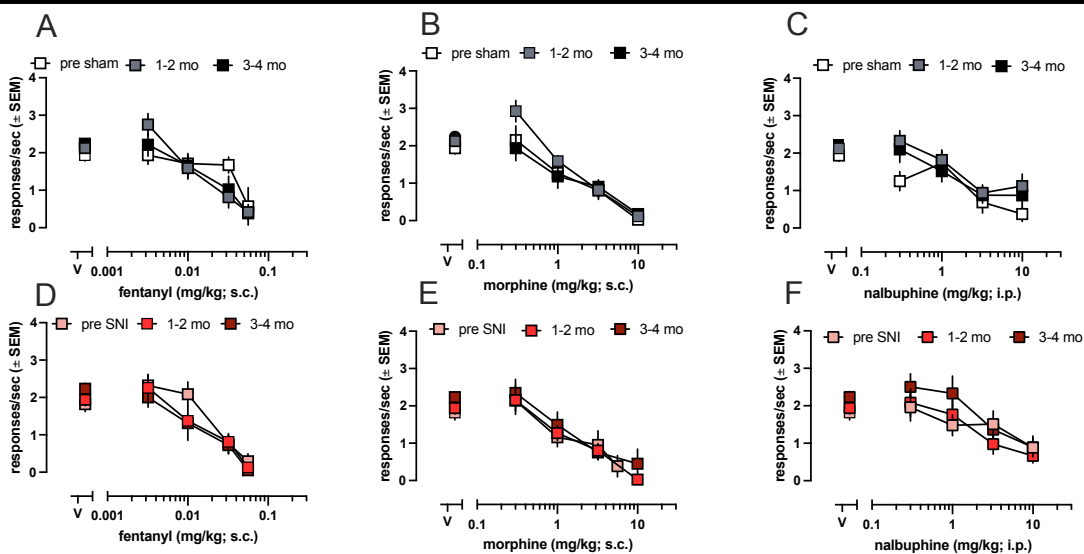 A
pre sham 1-2 mo 3-4 mo
responses/sec (± SEM)
4
3
2
1
0
V
0.001 0.01 0.1
fentanyl (mg/kg; s.c.)
B
pre sham 1-2 mo 3-4 mo
responses/sec (± SEM)
4
3
2
1
0
V
0.1 1 10
morphine (mg/kg; s.c.)
C
pre sham 1-2 mo 3-4 mo
responses/sec (± SEM)
4
3
2
1
0
V
0.1 1 10
nalbuphine (mg/kg; i.p.)
D
pre SNI 1-2 mo 3-4 mo
responses/sec (± SEM)
4
3
2
1
0
V
0.001 0.01 0.1
fentanyl (mg/kg; s.c.)
E
pre SNI 1-2 mo 3-4 mo
responses/sec (± SEM)
4
3
2
1
0
V
0.1 1 10
morphine (mg/kg; s.c.)
F
pre SNI 1-2 mo 3-4 mo
responses/sec (± SEM)
4
3
2
1
0
V
0.1 1 10
nalbuphine (mg/kg; i.p.)